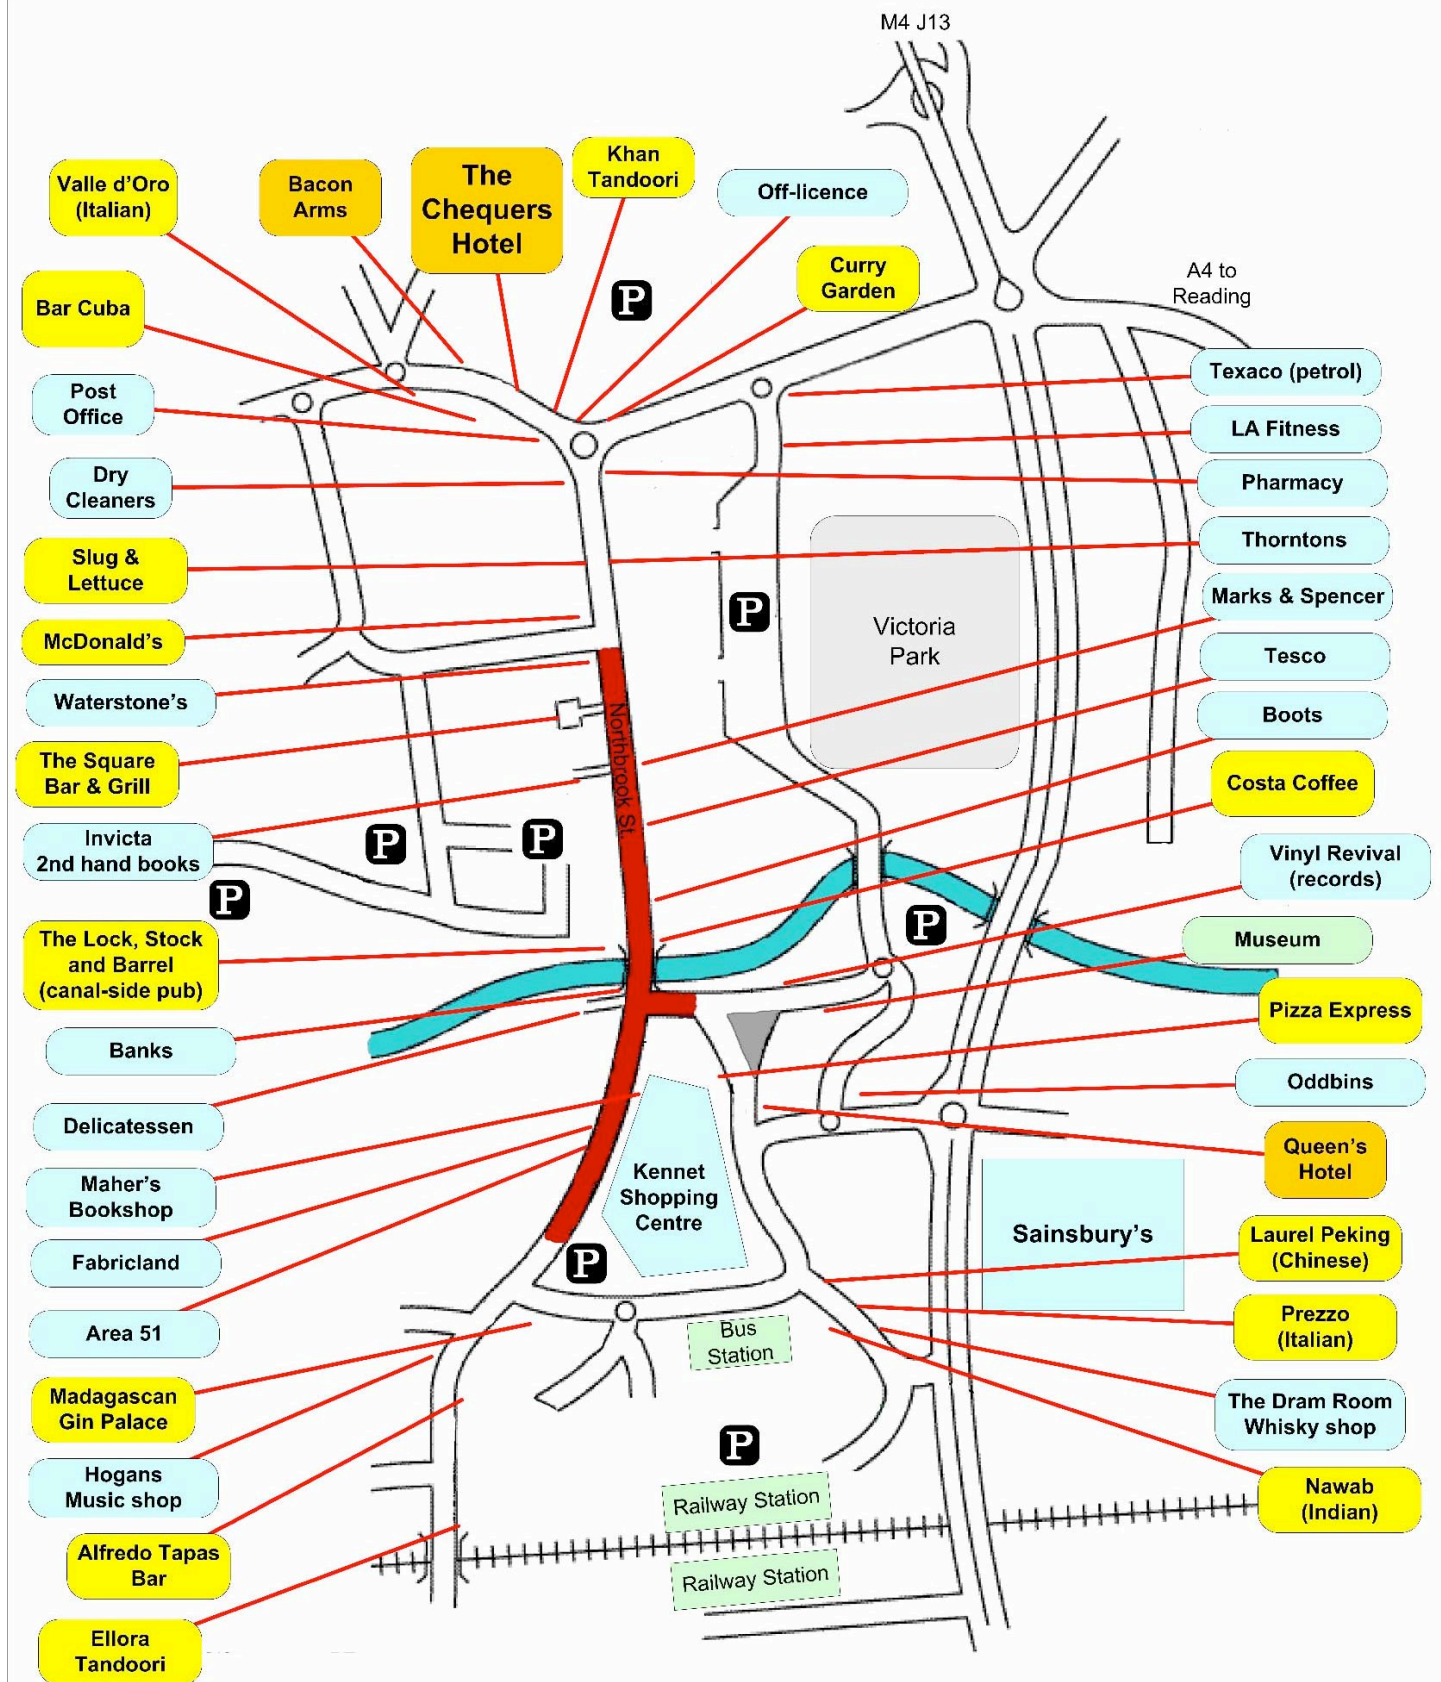 M4 J13
Khan
Tandoori
Valle d'Oro
(Italian)
Bacon
Arms
The
Chequers
Hotel
Off-licence
Curry
Garden
A4 to
Reading
Bar Cuba
P
Post
Office
Texaco (petrol)
LA Fitness
Dry
Cleaners
Pharmacy
Slug &
Lettuce
Thorntons
McDonald's
P
Victoria
Park
Marks & Spencer
Waterstone's
Tesco
Northbrook St.
The Square
Bar & Grill
Boots
Costa Coffee
Invicta
2nd hand books
P
P
P
Vinyl Revival
(records)
The Lock, Stock
and Barrel
(canal-side pub)
P
Museum
Pizza Express
Banks
Delicatessen
Oddbins
Maher's
Bookshop
Kennet
Shopping
Centre
Queen's
Hotel
Fabricland
P
Sainsbury's
Laurel Peking
(Chinese)
Area 51
Bus
Station
Prezzo
(Italian)
Madagascan
Gin Palace
The Dram Room
Whisky shop
Hogans
Music shop
P
Railway Station
Nawab
(Indian)
Alfredo Tapas
Bar
Railway Station
Ellora
Tandoori